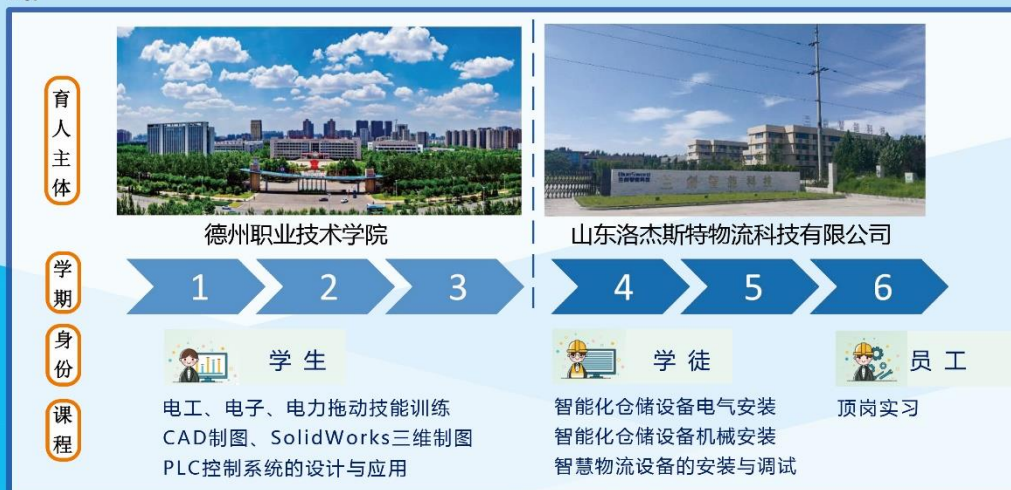 育人主体
德州职业技术学院
三创智能科技
山东洛杰斯特物流科技有限公司
学期
1 2 3 4 5 6
身份
学生
学徒
员工
课程
电工、电子、电力拖动技能训练
CAD制图、SolidWorks三维制图
PLC控制系统的设计与应用
智能化仓储设备电气安装
智能化仓储设备机械安装
智慧物流设备的安装与调试
顶岗实习